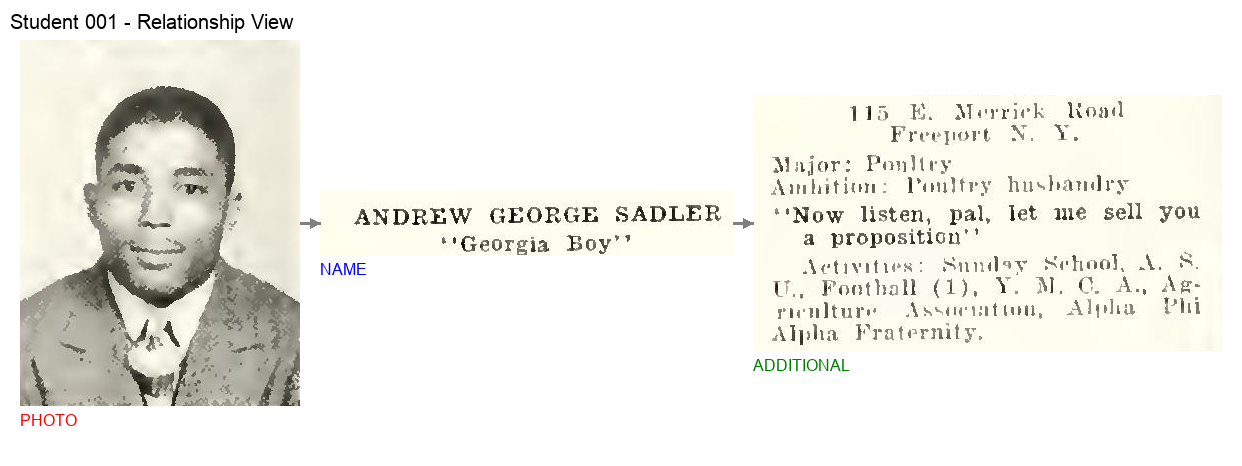 Student 001 - Relationship View
PHOTO
ANDREW GEORGE SADLER
"Georgia Boy"
NAME
115 E. Merrick Road
Freeport N. Y.
Major: Poultry
Ambition: Poultry husbandry
"Now listen, pal, let me sell you
a proposition"
Activities: Sunday School, A. S.
U., Football (1), Y. M. C. A., Ag-
riculture Association, Alpha Phi
Alpha Fraternity.
ADDITIONAL